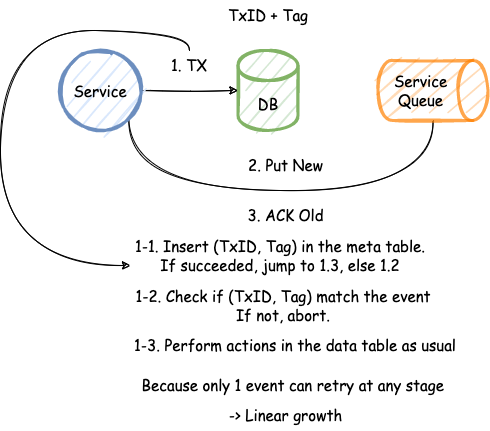 TxID + Tag
1. TX
Service
DB
Service
Queue
2. Put New
3. ACK Old
1-1. Insert (TxID, Tag) in the meta table.
If succeeded, jump to 1.3, else 1.2
1-2. Check if (TxID, Tag) match the event
If not, abort.
1-3. Perform actions in the data table as usual
Because only 1 event can retry at any stage
-> Linear growth